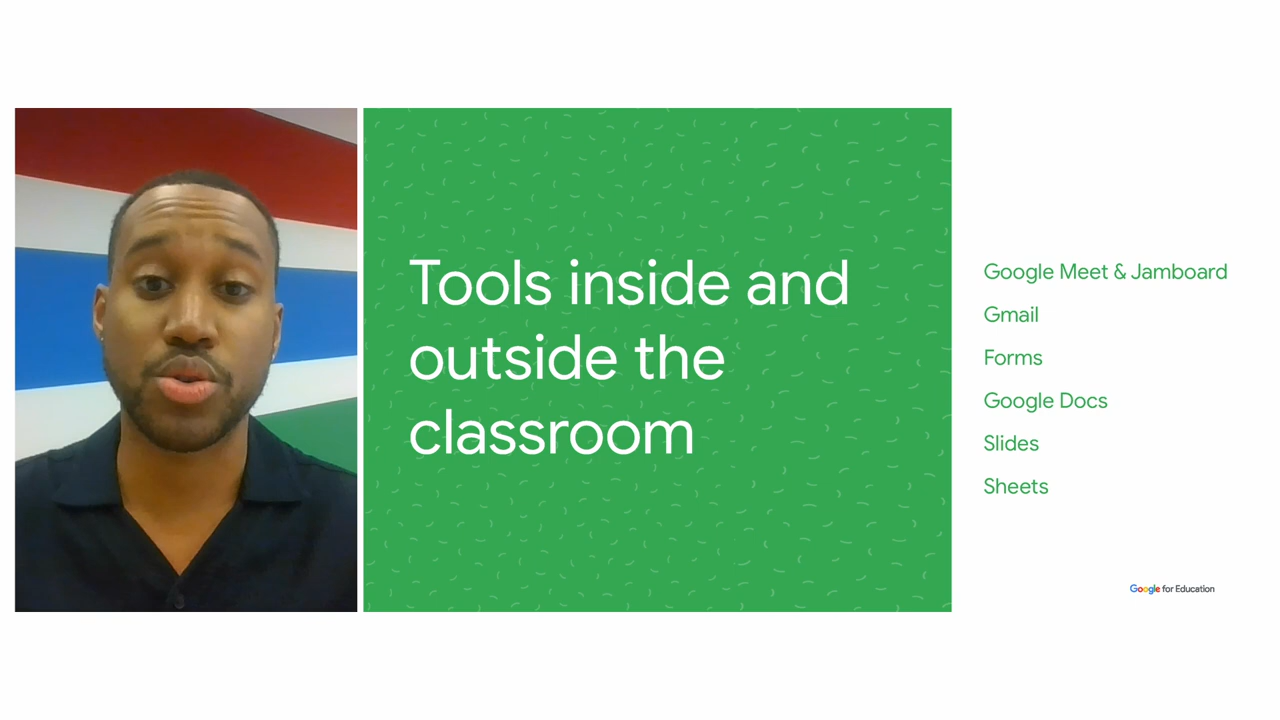 Tools inside and
outside the
classroom
Google Meet & Jamboard
Gmail
Forms
Google Docs
Slides
Sheets
Google for Education